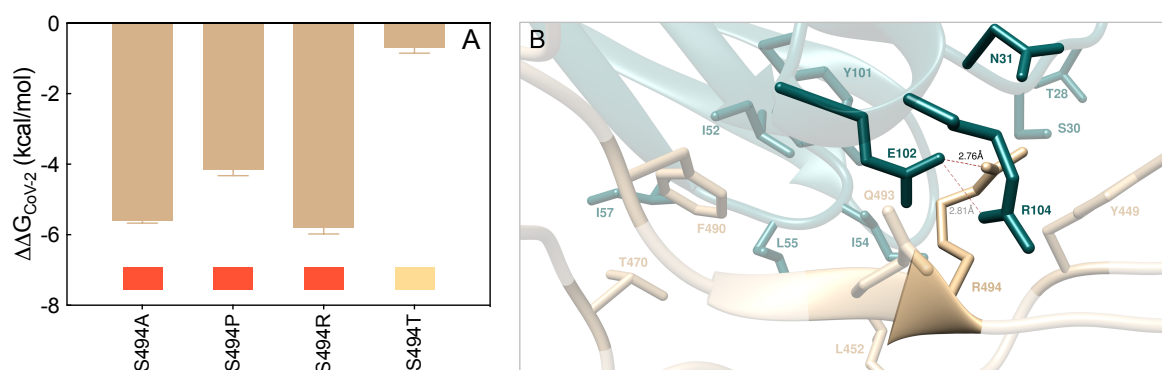 A
ΔΔG_CoV-2 (kcal/mol)
0
-2
-4
-6
-8
S494A
S494P
S494R
S494T
B
N31
Y101
T28
I52
S30
E102
2.76Å
Q493
2.81Å
I57
F490
R104
Y449
L55
I54
T470
R494
L452